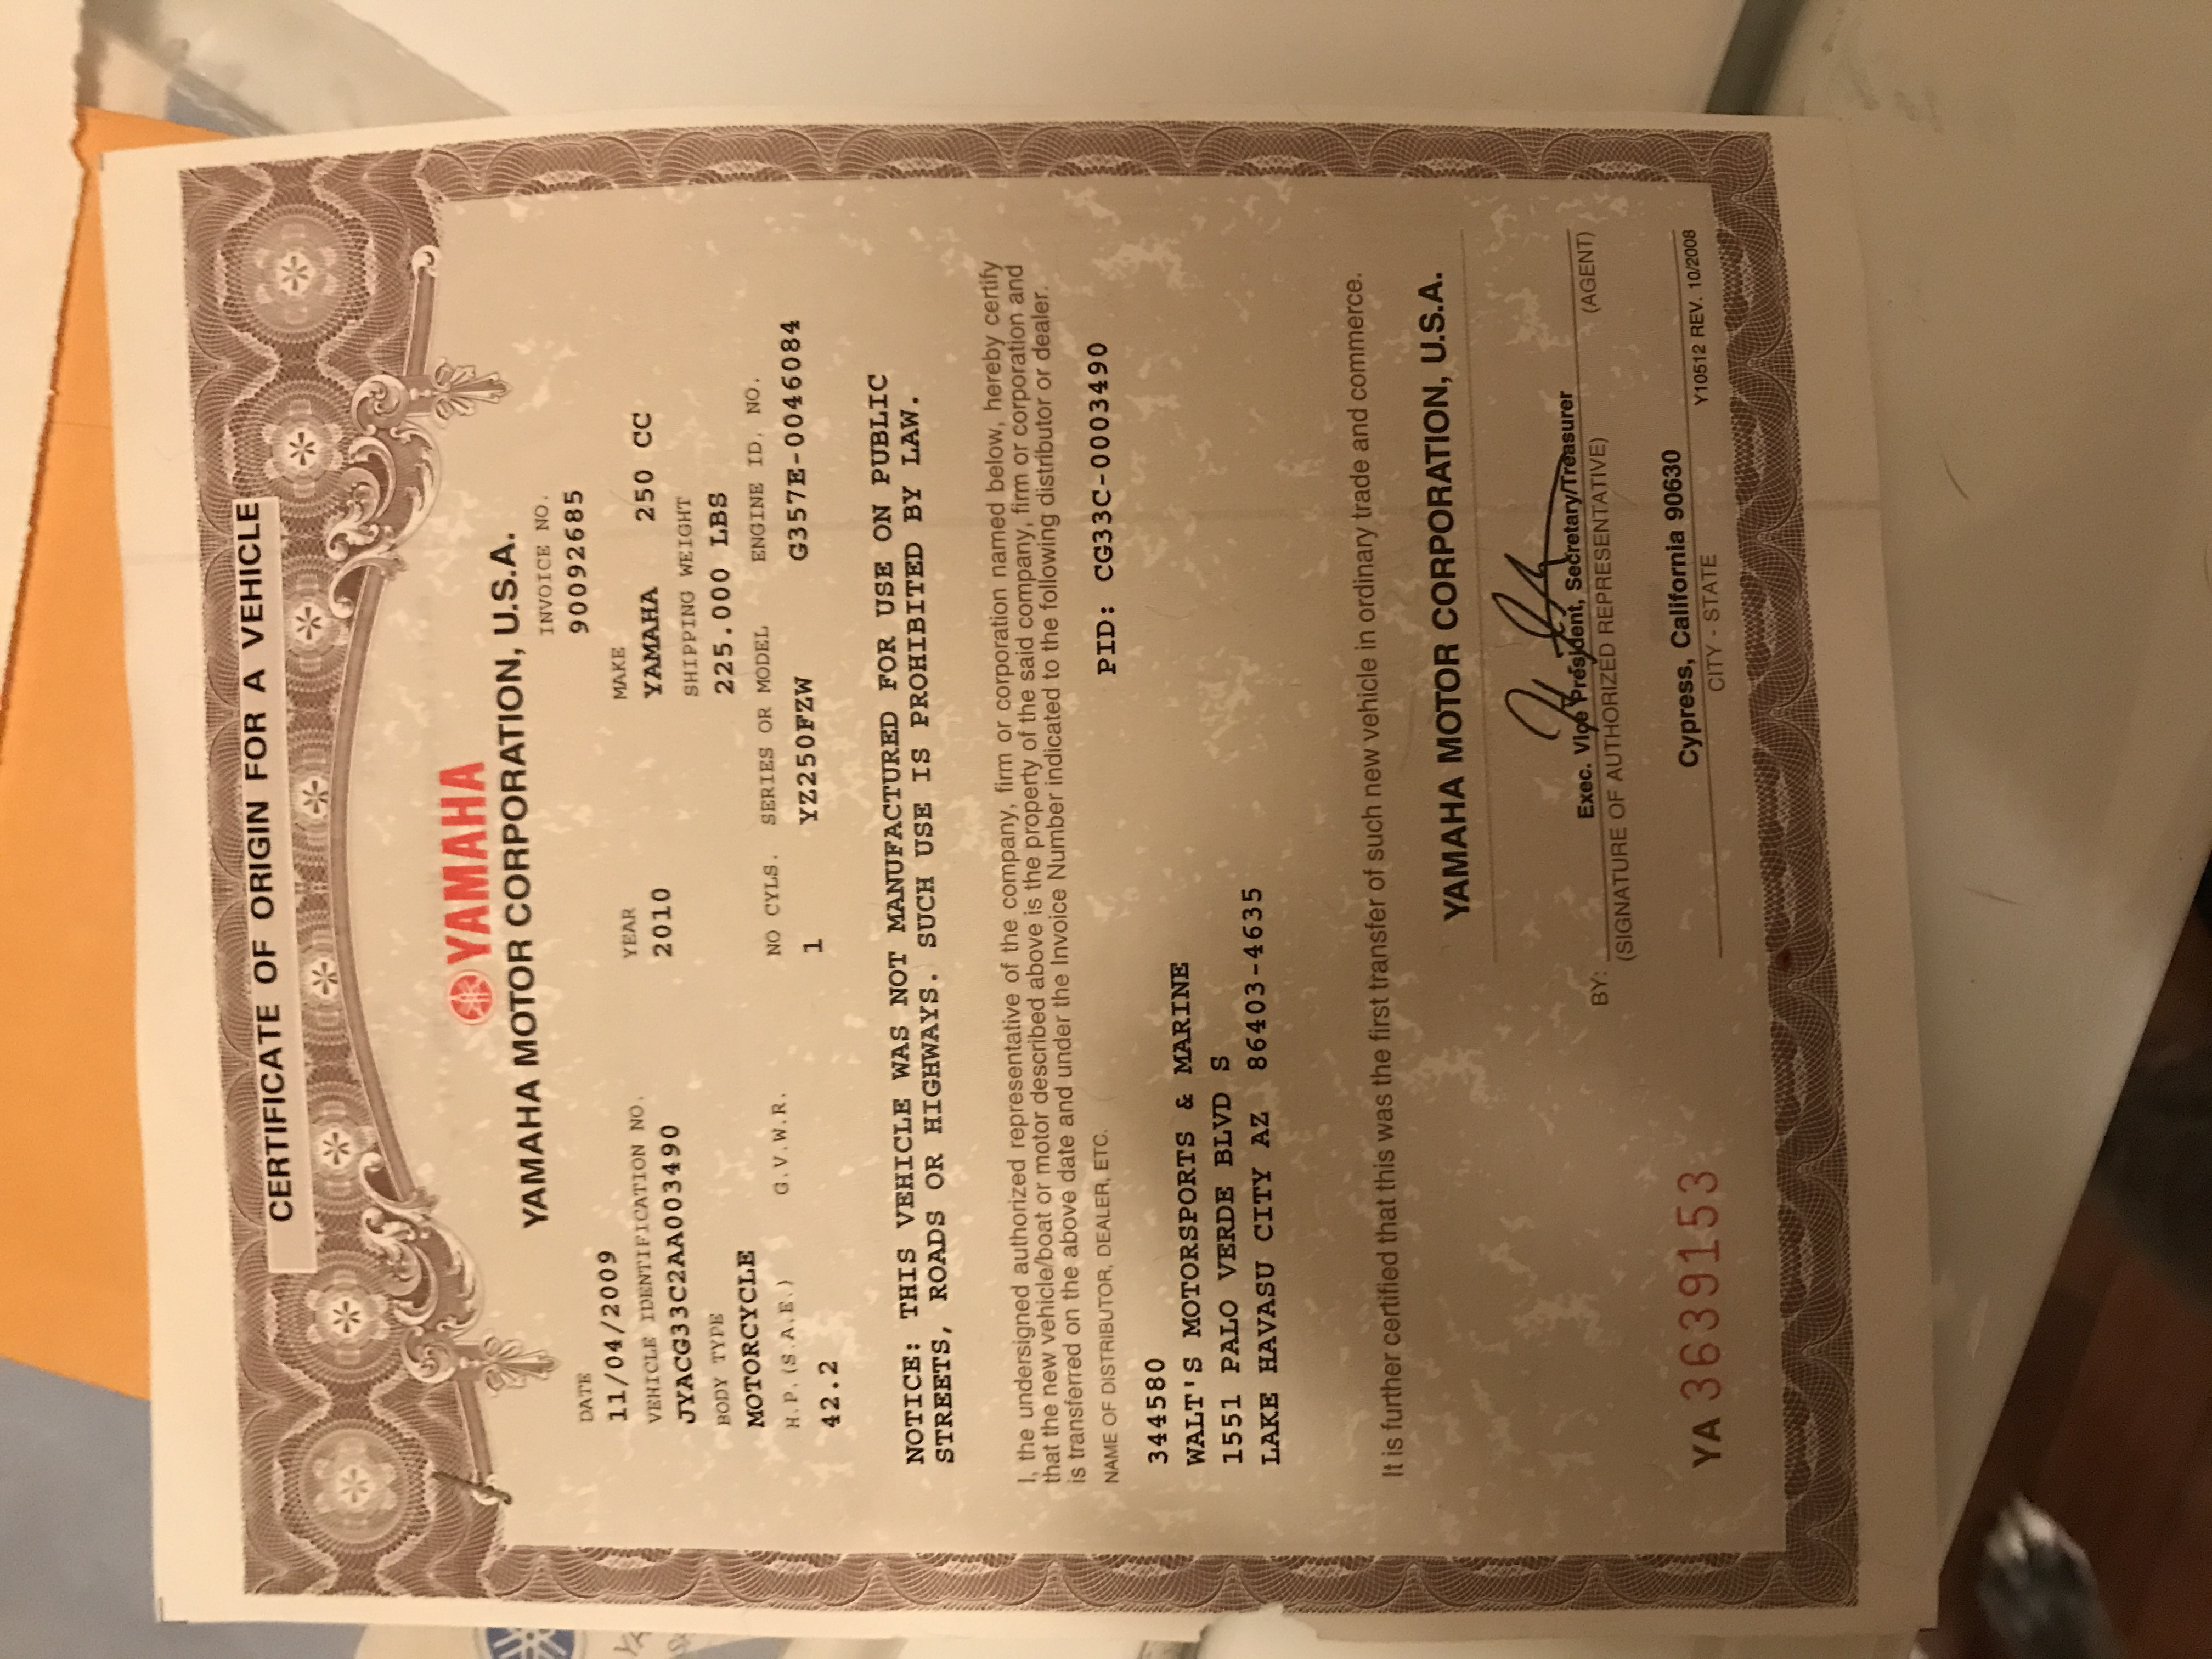 CERTIFICATE OF ORIGIN FOR A VEHICLE
YAMAHA
YAMAHA MOTOR CORPORATION, U.S.A.
DATE INVOICE NO.
11/04/2009 90092685
VEHICLE IDENTIFICATION NO. YEAR MAKE
JYACG33C2AA003490 2010 YAMAHA 250 CC
BODY TYPE SHIPPING WEIGHT
MOTORCYCLE 225.000 LBS
H.P.(S.A.E.) G.V.W.R. NO CYLS. SERIES OR MODEL ENGINE ID. NO.
42.2 1 YZ250FZW G357E-0046084
NOTICE: THIS VEHICLE WAS NOT MANUFACTURED FOR USE ON PUBLIC
STREETS, ROADS OR HIGHWAYS. SUCH USE IS PROHIBITED BY LAW.
I, the undersigned authorized representative of the company, firm or corporation named below, hereby certify
that the new vehicle/boat or motor described above is the property of the said company, firm or corporation and
is transferred on the above date and under the Invoice Number indicated to the following distributor or dealer.
NAME OF DISTRIBUTOR, DEALER, ETC.
PID: CG33C-0003490
344580
WALT'S MOTORSPORTS & MARINE
1551 PALO VERDE BLVD S
LAKE HAVASU CITY AZ 86403-4635
It is further certified that this was the first transfer of such new vehicle in ordinary trade and commerce.
YAMAHA MOTOR CORPORATION, U.S.A.
BY: Exec. Vice President, Secretary/Treasurer
(SIGNATURE OF AUTHORIZED REPRESENTATIVE) (AGENT)
Cypress, California 90630
CITY - STATE
YA 3639153
Y10512 REV. 10/2008